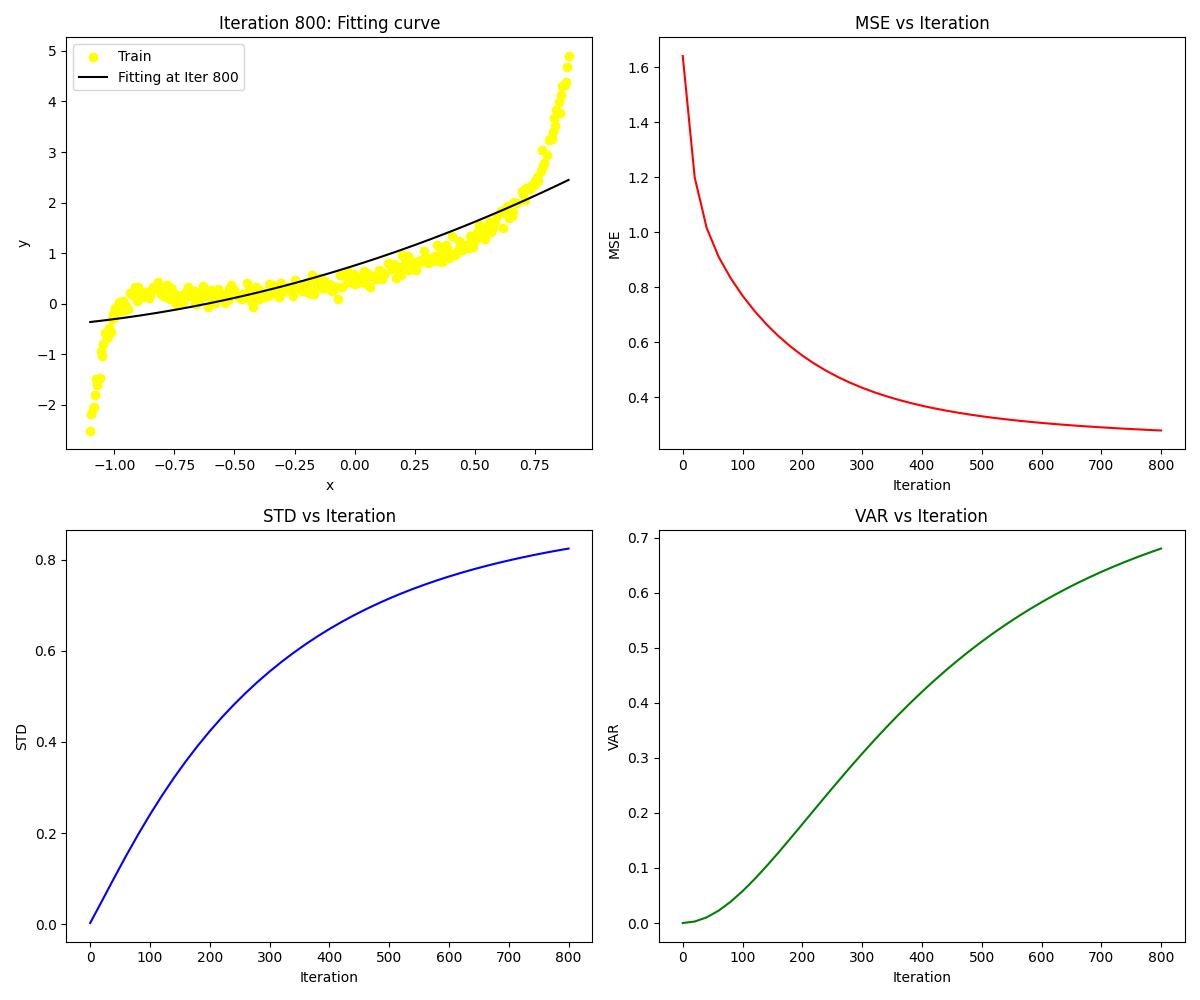 Iteration 800: Fitting curve
Train
Fitting at Iter 800
5
4
3
2
1
0
−1
−2
y
−1.00 −0.75 −0.50 −0.25 0.00 0.25 0.50 0.75
x
MSE vs Iteration
1.6
1.4
1.2
1.0
0.8
0.6
0.4
MSE
0 100 200 300 400 500 600 700 800
Iteration
STD vs Iteration
0.8
0.6
0.4
0.2
0.0
STD
0 100 200 300 400 500 600 700 800
Iteration
VAR vs Iteration
0.7
0.6
0.5
0.4
0.3
0.2
0.1
0.0
VAR
0 100 200 300 400 500 600 700 800
Iteration